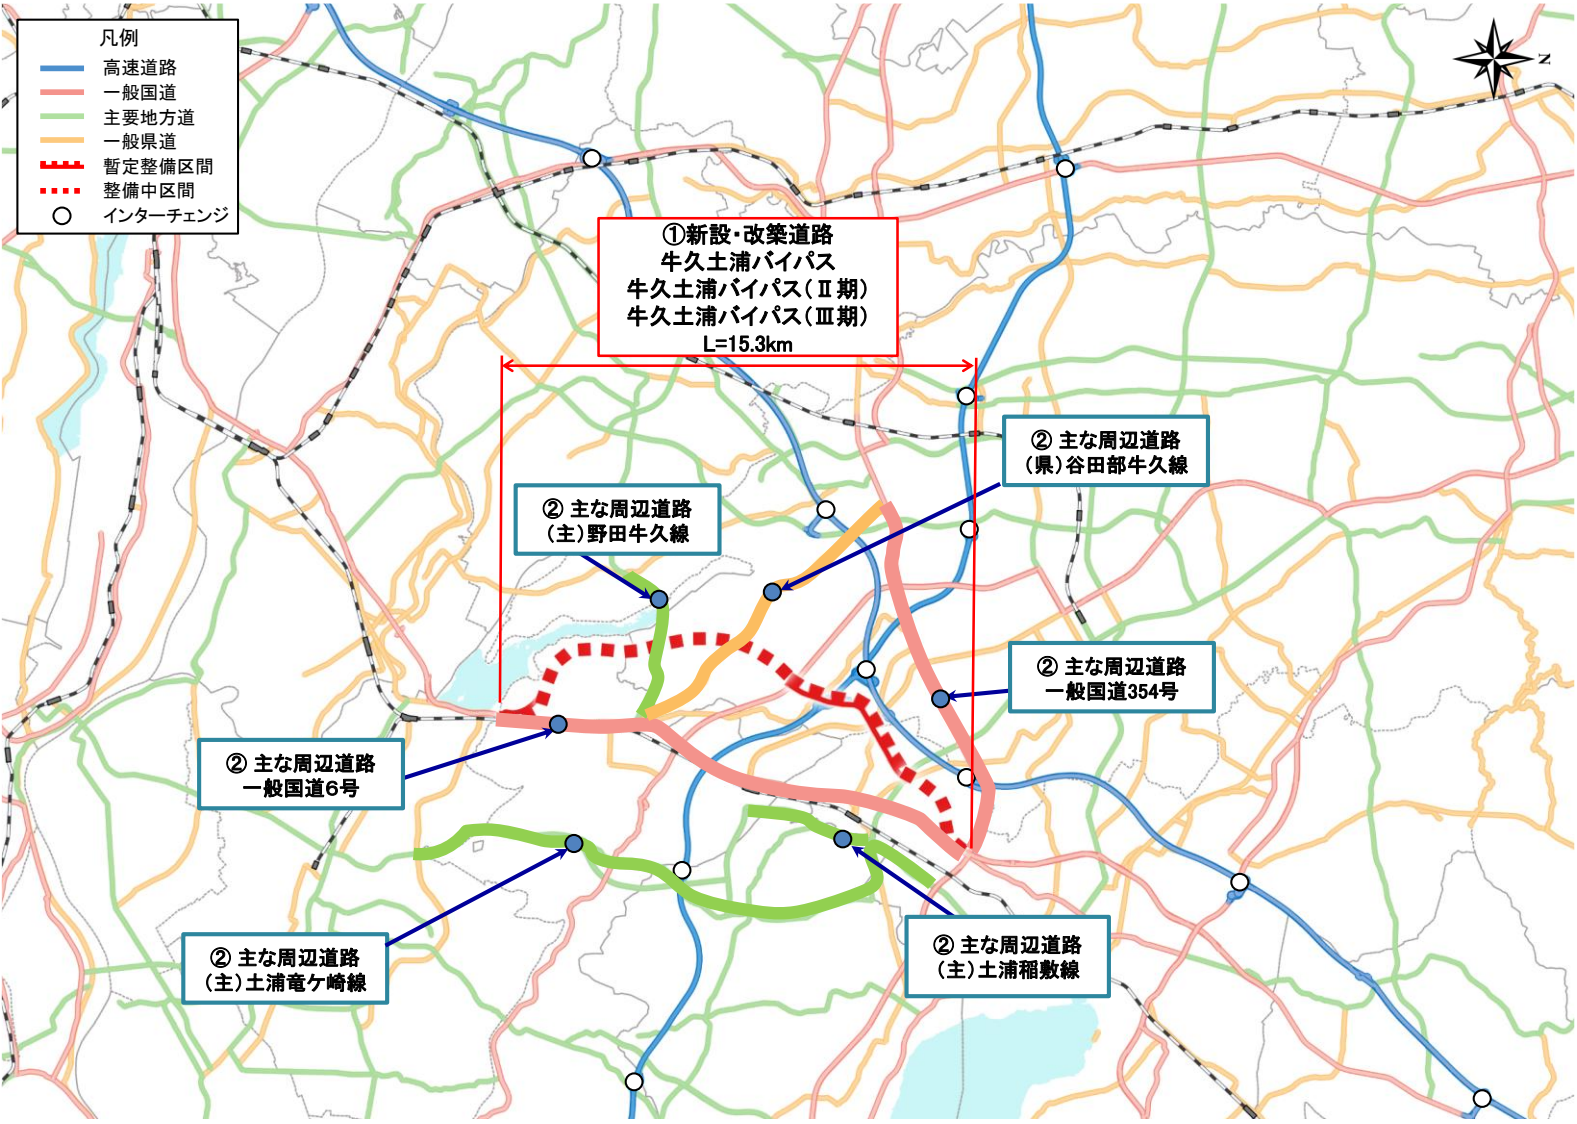 凡例
高速道路
一般国道
主要地方道
一般県道
暫定整備区間
整備中区間
インターチェンジ
N
①新設・改築道路
牛久土浦バイパス
牛久土浦バイパス（Ⅱ期）
牛久土浦バイパス（Ⅲ期）
L=15.3km
② 主な周辺道路
（県）谷田部牛久線
② 主な周辺道路
（主）野田牛久線
② 主な周辺道路
一般国道354号
② 主な周辺道路
一般国道6号
② 主な周辺道路
（主）土浦竜ケ崎線
② 主な周辺道路
（主）土浦稲敷線